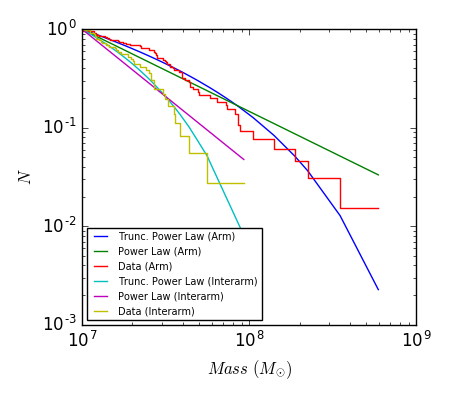 10^0
10^-1
10^-2
10^-3
N
Trunc. Power Law (Arm)
Power Law (Arm)
Data (Arm)
Trunc. Power Law (Interarm)
Power Law (Interarm)
Data (Interarm)
10^7 10^8 10^9
Mass (M_⊙)